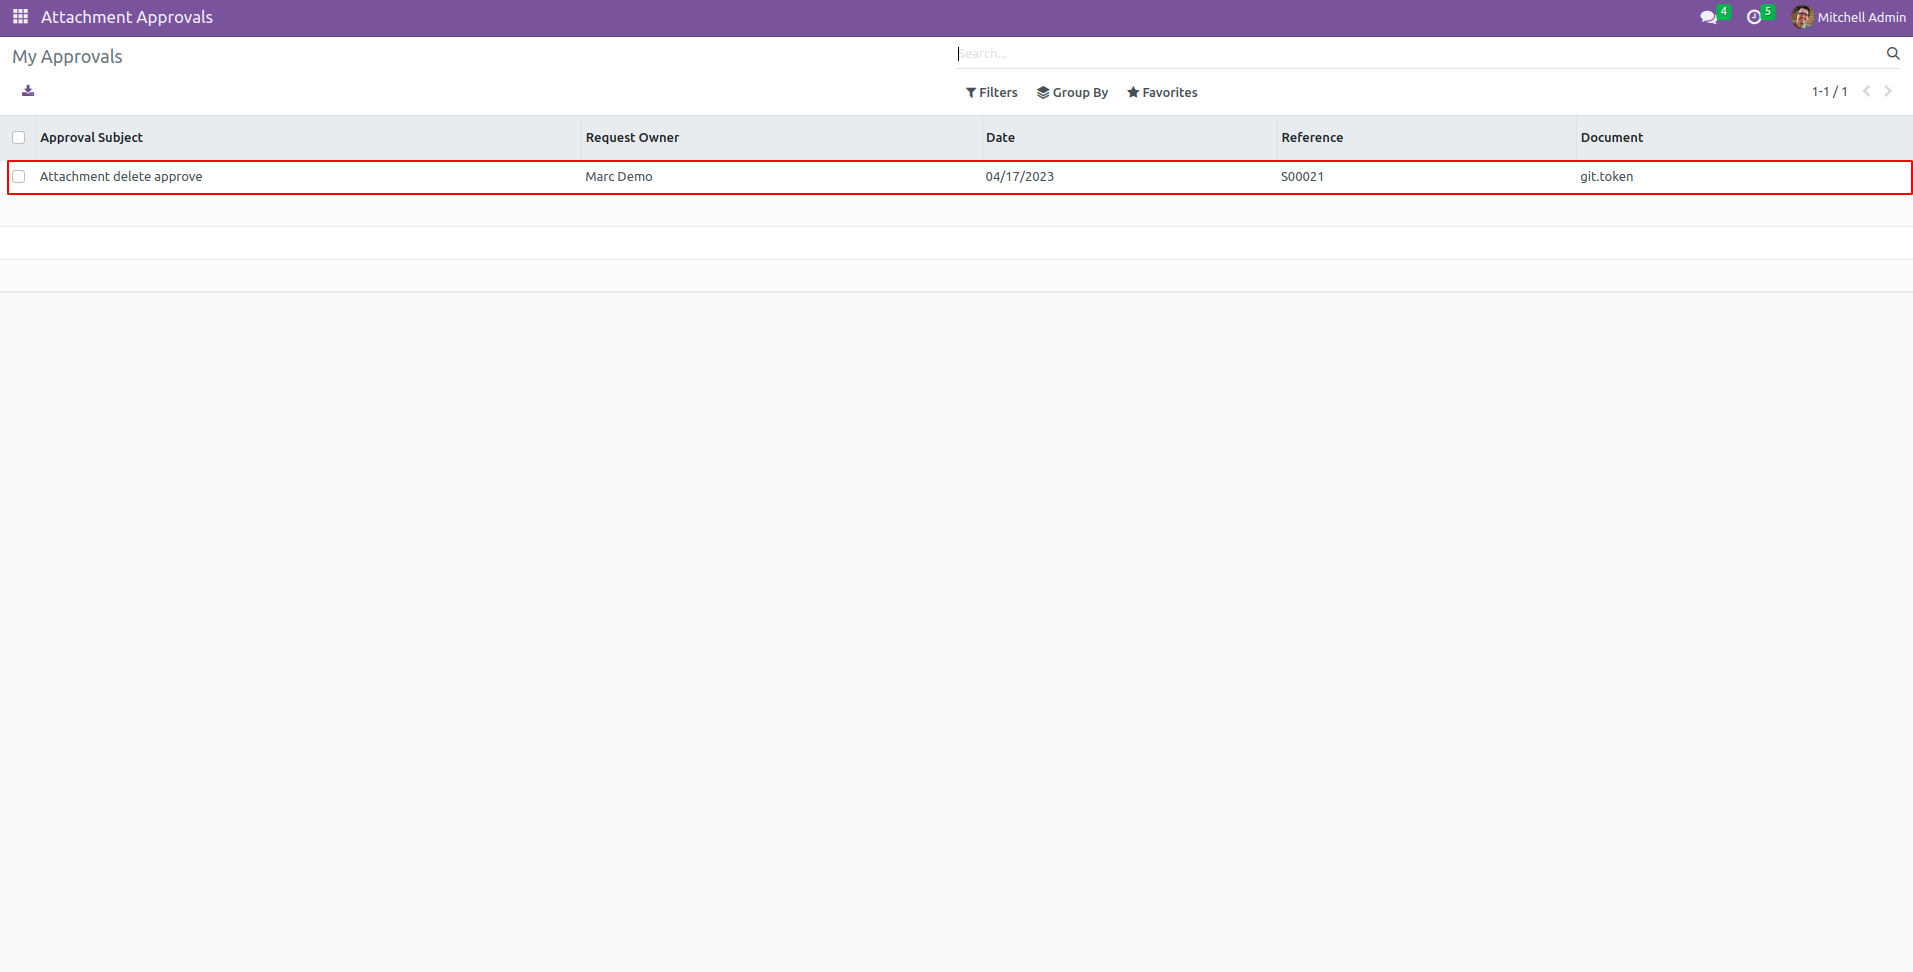 Attachment Approvals 4 5 Mitchell Admin
My Approvals Search...
Filters Group By Favorites 1-1 / 1
Approval Subject Request Owner Date Reference Document
Attachment delete approve Marc Demo 04/17/2023 S00021 git.token